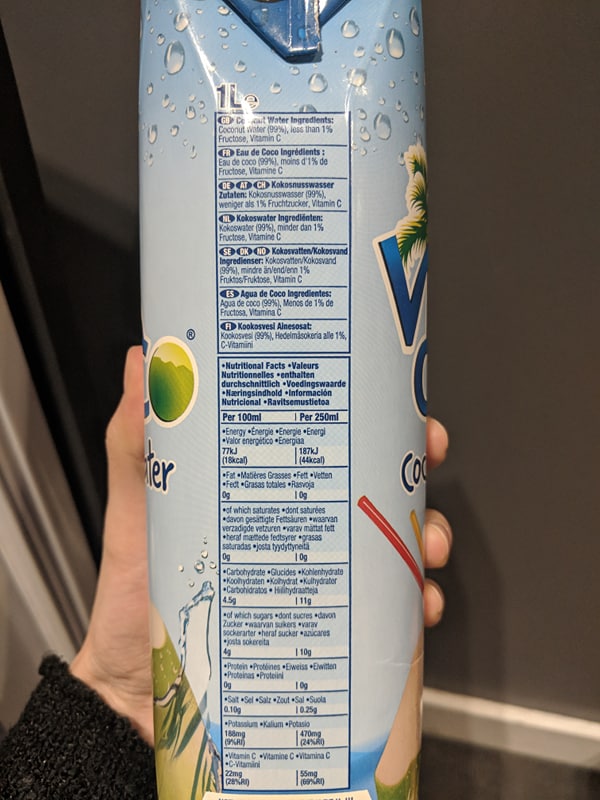 1L e
GB Coconut Water Ingredients:
Coconut Water (99%), less than 1%
Fructose, Vitamin C
FR Eau de Coco Ingrédients :
Eau de coco (99%), moins d'1% de
Fructose, Vitamine C
DE AT CH Kokosnusswasser
Zutaten: Kokosnusswasser (99%),
weniger als 1% Fruchtzucker, Vitamin C
NL Kokoswater Ingrediënten:
Kokoswater (99%), minder dan 1%
Fructose, Vitamine C
SE DK NO Kokosvatten/Kokosvand
Ingredienser: Kokosvatten/Kokosvand
(99%), mindre än/end/enn 1%
Fruktos/Fruktose, Vitamin C
ES Agua de Coco Ingredientes:
Agua de coco (99%), Menos de 1% de
Fructosa, Vitamina C
FI Kookosvesi Ainesosat:
Kookosvesi (99%), Hedelmäsokeria alle 1%,
C-Vitamiini
•Nutritional Facts •Valeurs
Nutritionnelles •enthalten
durchschnittlich •Voedingswaarde
•Næringsindhold •Información
Nutricional •Ravitsemustietoa
Per 100ml | Per 250ml
•Energy •Énergie •Energie •Energi
•Valor energético •Energiaa
77kJ | 187kJ
(18kcal) (44kcal)
•Fat •Matières Grasses •Fett •Vetten
•Fedt •Grasas totales •Rasvoja
0g | 0g
•of which saturates •dont saturées
•davon gesättigte Fettsäuren •waarvan
verzadigde vetzuren •varav mättat fett
•heraf mættede fedtsyrer •grasas
saturadas •josta tyydyttyneitä
0g | 0g
•Carbohydrate •Glucides •Kohlenhydrate
•Koolhydraten •Kolhydrat •Kulhydrater
•Carbohidratos •Hiilihydraatteja
4.5g | 11g
•of which sugars •dont sucres •davon
Zucker •waarvan suikers •varav
sockerarter •heraf sucker •azúcares
•josta sokereita
4g | 10g
•Protein •Protéines •Eiweiss •Eiwitten
•Proteínas •Proteiini
0g | 0g
•Salt •Sel •Salz •Zout •Sal •Suola
0.10g | 0.25g
•Potassium •Kalium •Potasio
188mg | 470mg
(9%RI) (24%RI)
•Vitamin C •Vitamine C •Vitamina C
•C-Vitamiini
22mg | 55mg
(28%RI) (69%RI)
®
ter
V
Coc